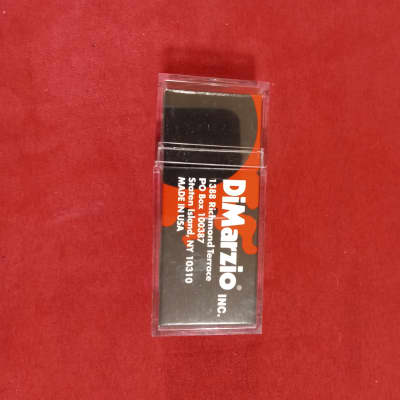 DiMarzio® INC.
1388 Richmond Terrace
PO Box 100387
Staten Island, NY 10310
MADE IN USA